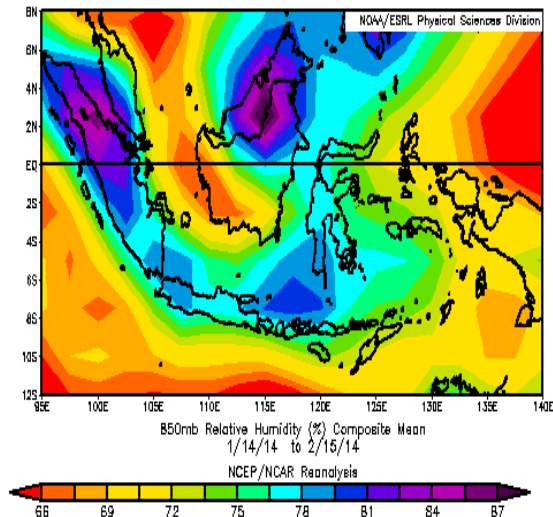 NOAA/ESRL Physical Sciences Division
8N
6N
4N
2N
EQ
2S
4S
6S
8S
10S
12S
95E 100E 105E 110E 115E 120E 125E 130E 135E 140E
850mb Relative Humidity (%) Composite Mean
1/14/14 to 2/15/14
NCEP/NCAR Reanalysis
66 69 72 75 78 81 84 87